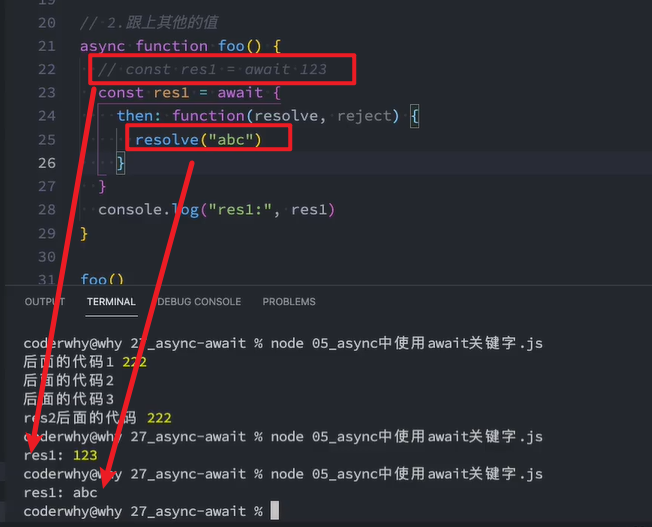 19
20 // 2.跟上其他的值
21 async function foo() {
22 // const res1 = await 123
23 const res1 = await {
24 then: function(resolve, reject) {
25 resolve("abc")
26 }
27 }
28 console.log("res1:", res1)
29 }
30
31 foo()
OUTPUT TERMINAL DEBUG CONSOLE PROBLEMS
coderwhy@why 27_async-await % node 05_async中使用await关键字.js
后面的代码1 222
后面的代码2
后面的代码3
res2后面的代码 222
coderwhy@why 27_async-await % node 05_async中使用await关键字.js
res1: 123
coderwhy@why 27_async-await % node 05_async中使用await关键字.js
res1: abc
coderwhy@why 27_async-await %